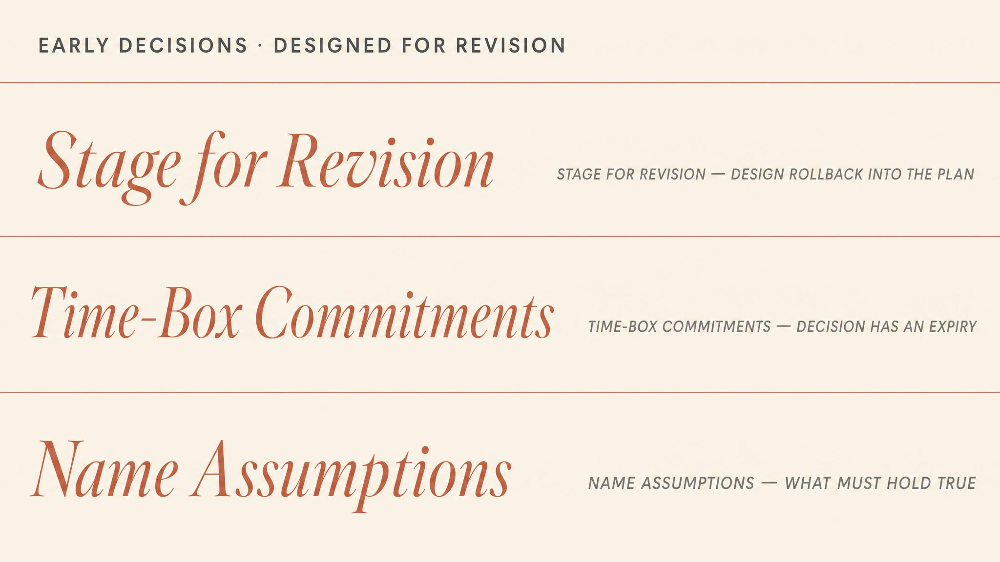 EARLY DECISIONS · DESIGNED FOR REVISION
Stage for Revision
STAGE FOR REVISION — DESIGN ROLLBACK INTO THE PLAN
Time-Box Commitments
TIME-BOX COMMITMENTS — DECISION HAS AN EXPIRY
Name Assumptions
NAME ASSUMPTIONS — WHAT MUST HOLD TRUE